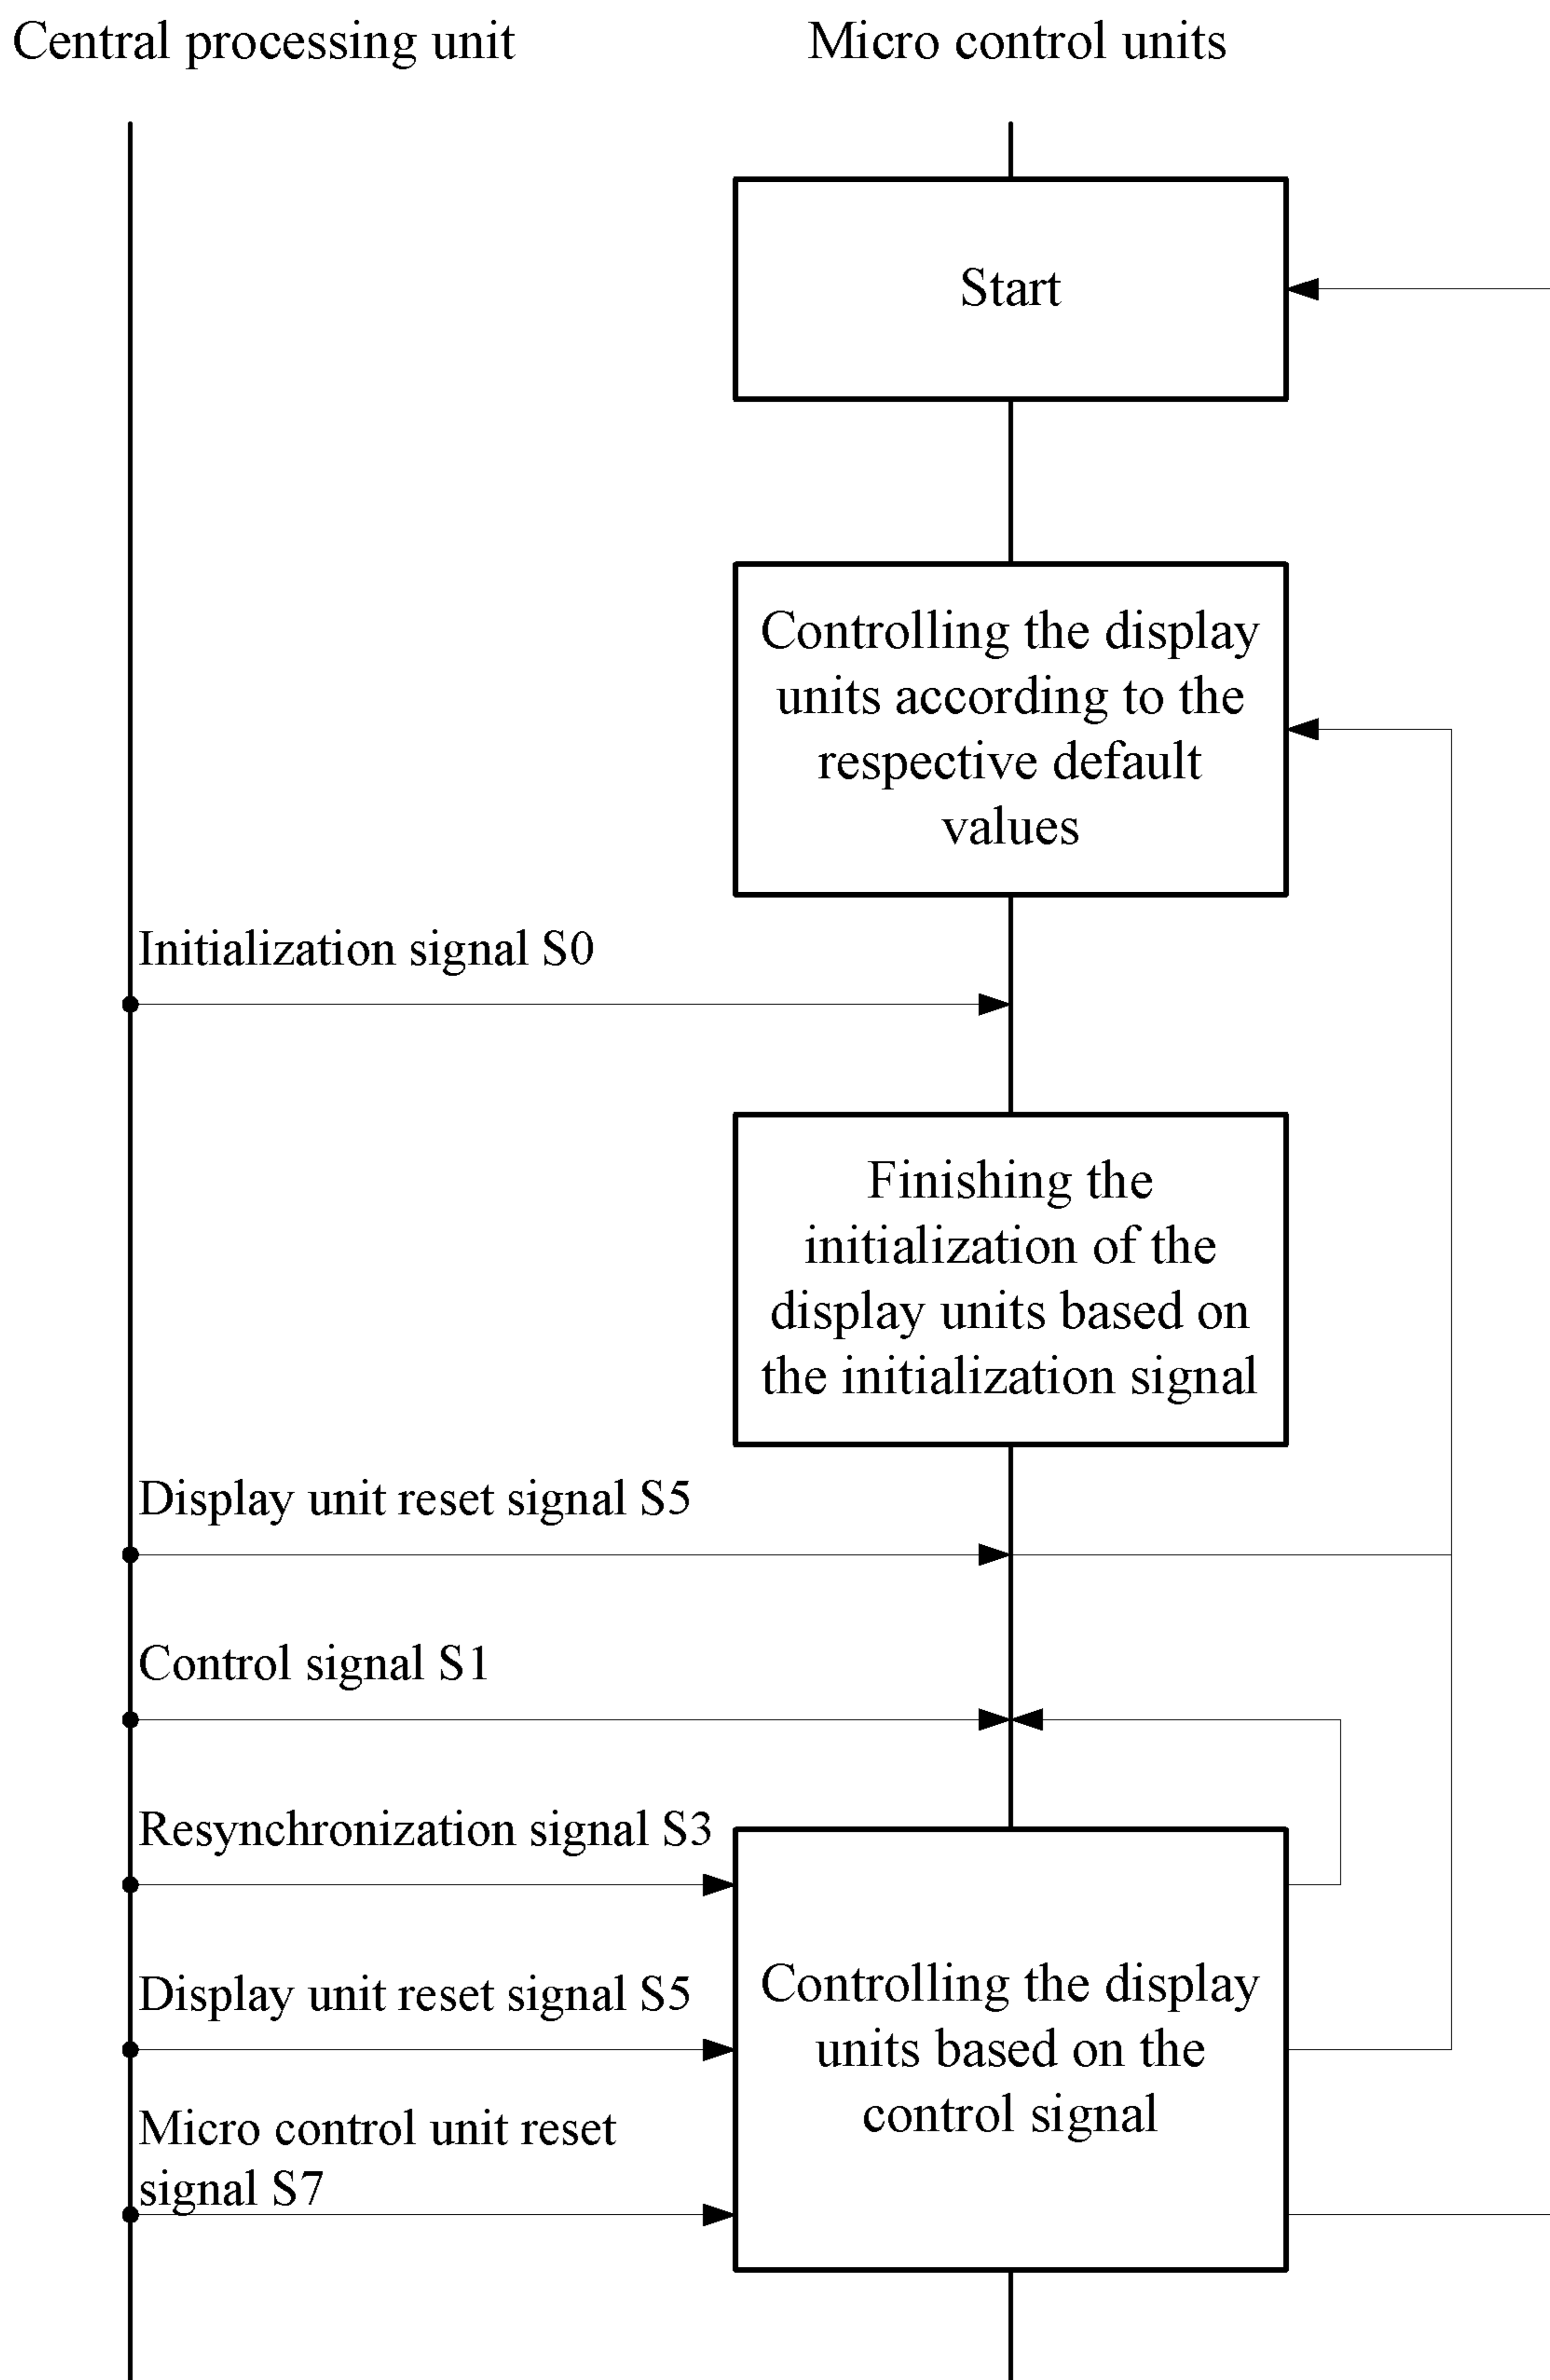 Central processing unit
Micro control units
Start
Controlling the display
units according to the
respective default
values
Initialization signal S0
Finishing the
initialization of the
display units based on
the initialization signal
Display unit reset signal S5
Control signal S1
Resynchronization signal S3
Display unit reset signal S5
Controlling the display
units based on the
control signal
Micro control unit reset
signal S7